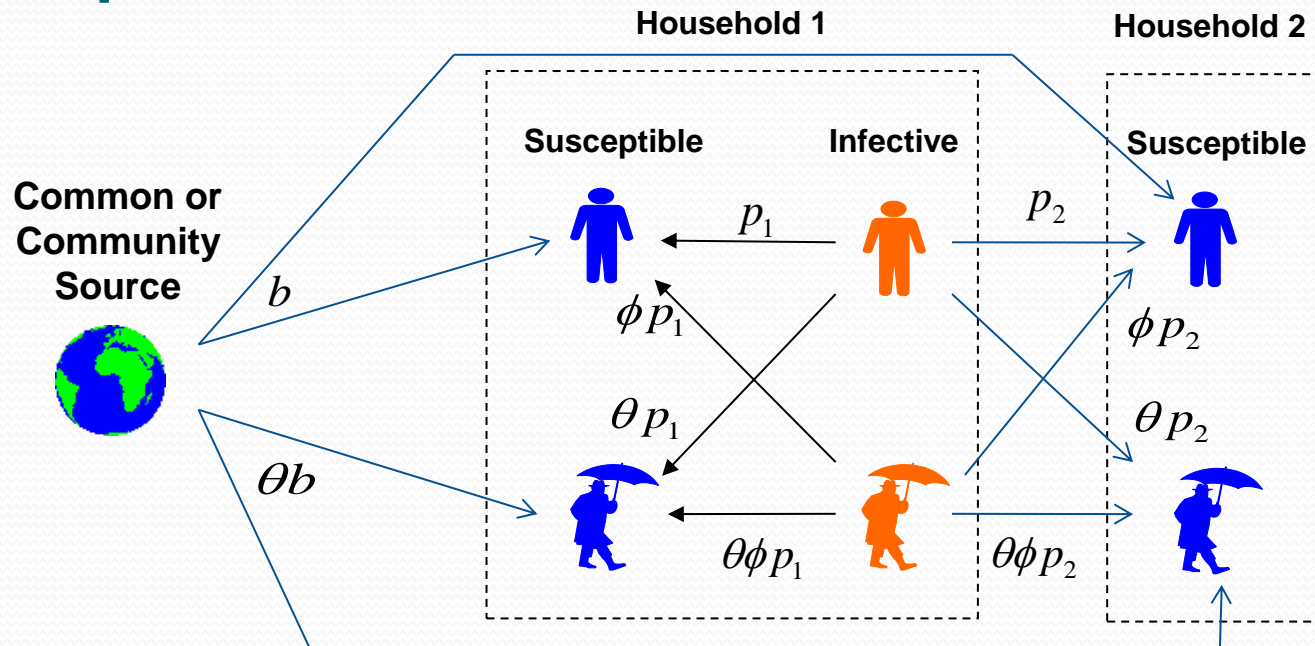 Household 1
Household 2
Susceptible
Infective
Susceptible
Common or
Community
Source
p₁
p₂
b
ϕp₁
ϕp₂
θp₁
θp₂
θb
θϕp₁
θϕp₂